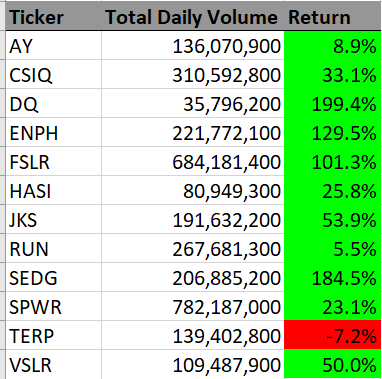 Ticker Total Daily Volume Return
AY 136,070,900 8.9%
CSIQ 310,592,800 33.1%
DQ 35,796,200 199.4%
ENPH 221,772,100 129.5%
FSLR 684,181,400 101.3%
HASI 80,949,300 25.8%
JKS 191,632,200 53.9%
RUN 267,681,300 5.5%
SEDG 206,885,200 184.5%
SPWR 782,187,000 23.1%
TERP 139,402,800 -7.2%
VSLR 109,487,900 50.0%